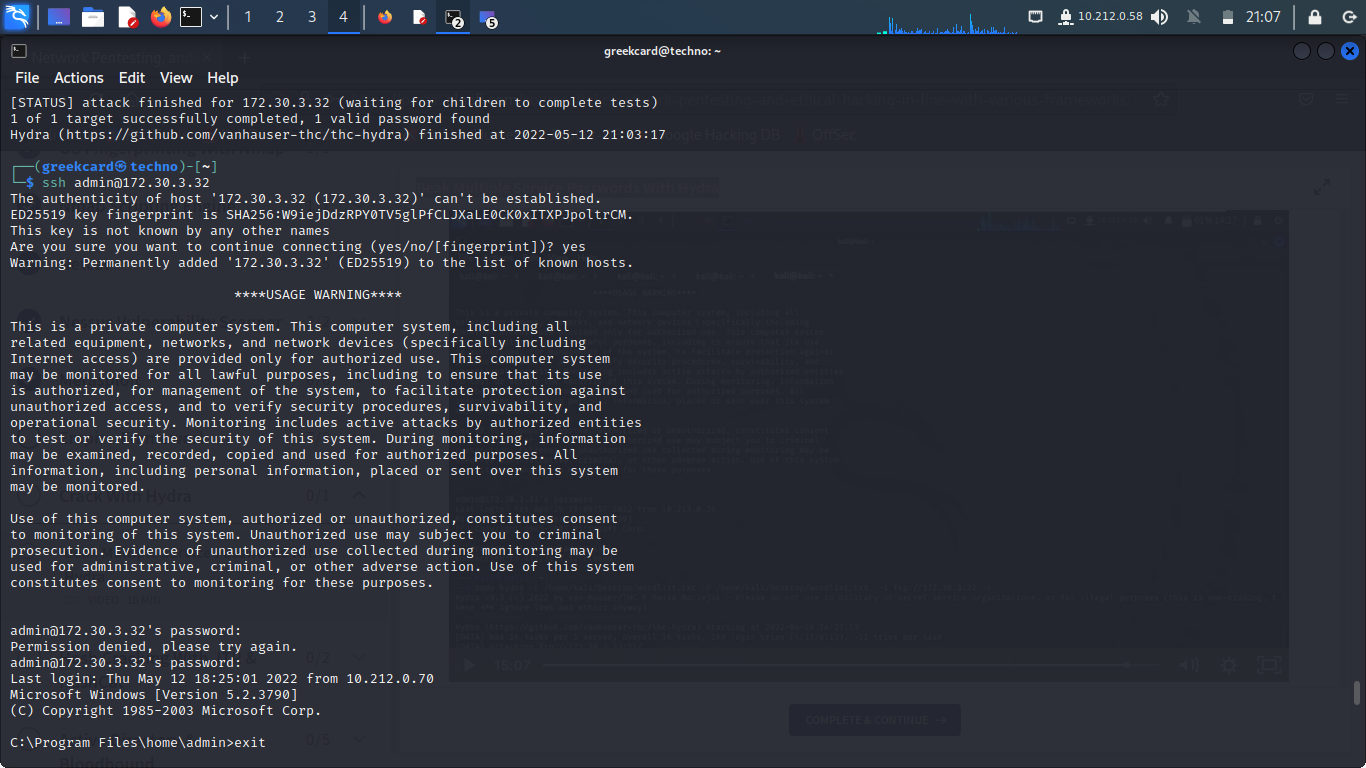 1 2 3 4 2 5 10.212.0.58 21:07
greekcard@techno: ~
File Actions Edit View Help
[STATUS] attack finished for 172.30.3.32 (waiting for children to complete tests)
1 of 1 target successfully completed, 1 valid password found
Hydra (https://github.com/vanhauser-thc/thc-hydra) finished at 2022-05-12 21:03:17
┌──(greekcard㉿techno)-[~]
└─$ ssh admin@172.30.3.32
The authenticity of host '172.30.3.32 (172.30.3.32)' can't be established.
ED25519 key fingerprint is SHA256:W9iejDdzRPY0TV5glPfCLJXaLE0CK0xITXPJpoltrCM.
This key is not known by any other names
Are you sure you want to continue connecting (yes/no/[fingerprint])? yes
Warning: Permanently added '172.30.3.32' (ED25519) to the list of known hosts.
****USAGE WARNING****
This is a private computer system. This computer system, including all
related equipment, networks, and network devices (specifically including
Internet access) are provided only for authorized use. This computer system
may be monitored for all lawful purposes, including to ensure that its use
is authorized, for management of the system, to facilitate protection against
unauthorized access, and to verify security procedures, survivability, and
operational security. Monitoring includes active attacks by authorized entities
to test or verify the security of this system. During monitoring, information
may be examined, recorded, copied and used for authorized purposes. All
information, including personal information, placed or sent over this system
may be monitored.
Crack With Hydra 0/1
Use of this computer system, authorized or unauthorized, constitutes consent
to monitoring of this system. Unauthorized use may subject you to criminal
prosecution. Evidence of unauthorized use collected during monitoring may be
used for administrative, criminal, or other adverse action. Use of this system
constitutes consent to monitoring for these purposes.
admin@172.30.3.32's password:
Permission denied, please try again.
admin@172.30.3.32's password:
Last login: Thu May 12 18:25:01 2022 from 10.212.0.70
Microsoft Windows [Version 5.2.3790]
(C) Copyright 1985-2003 Microsoft Corp.
COMPLETE & CONTINUE →
C:\Program Files\home\admin>exit